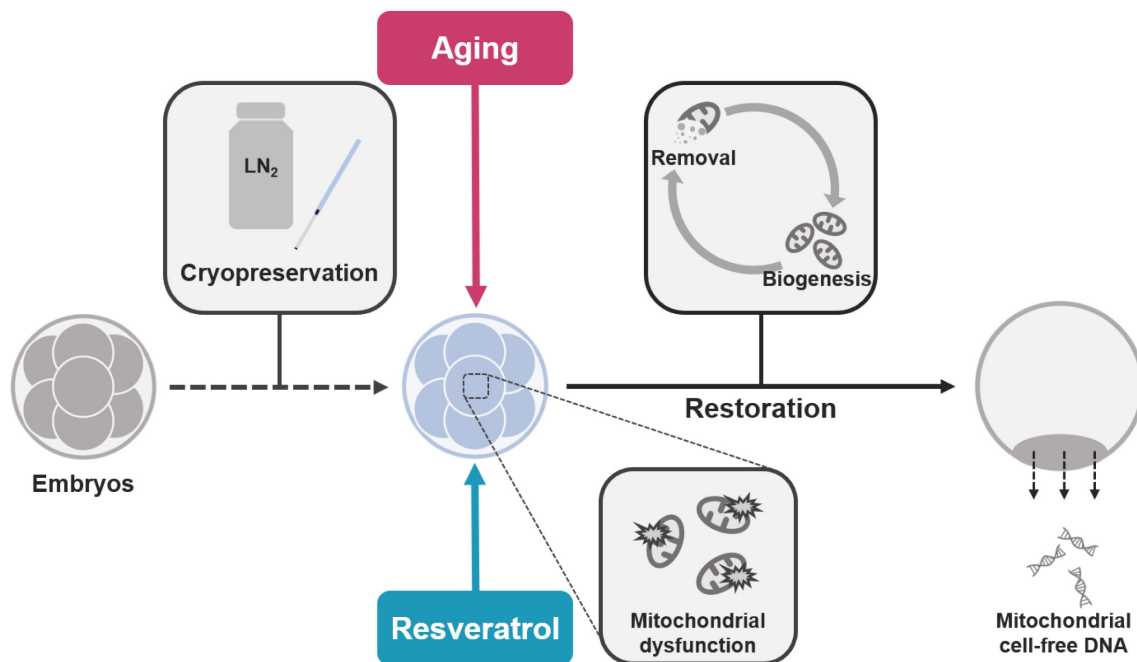 Aging
LN₂
Cryopreservation
Removal
Biogenesis
Embryos
Restoration
Resveratrol
Mitochondrial
dysfunction
Mitochondrial
cell-free DNA